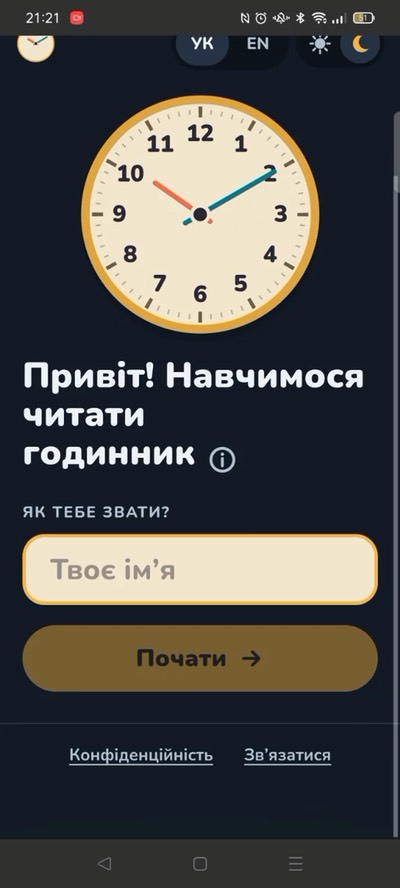 21:21
51
УК EN
12
11 1
10 2
9 3
8 4
7 5
6
Привіт! Навчимося
читати
годинник
ЯК ТЕБЕ ЗВАТИ?
Твоє ім’я
Почати →
Конфіденційність Зв’язатися